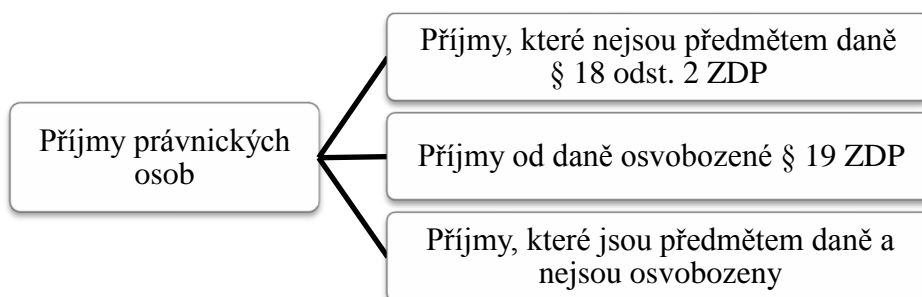 Příjmy, které nejsou předmětem daně
§ 18 odst. 2 ZDP
Příjmy právnických
osob
Příjmy od daně osvobozené § 19 ZDP
Příjmy, které jsou předmětem daně a
nejsou osvobozeny